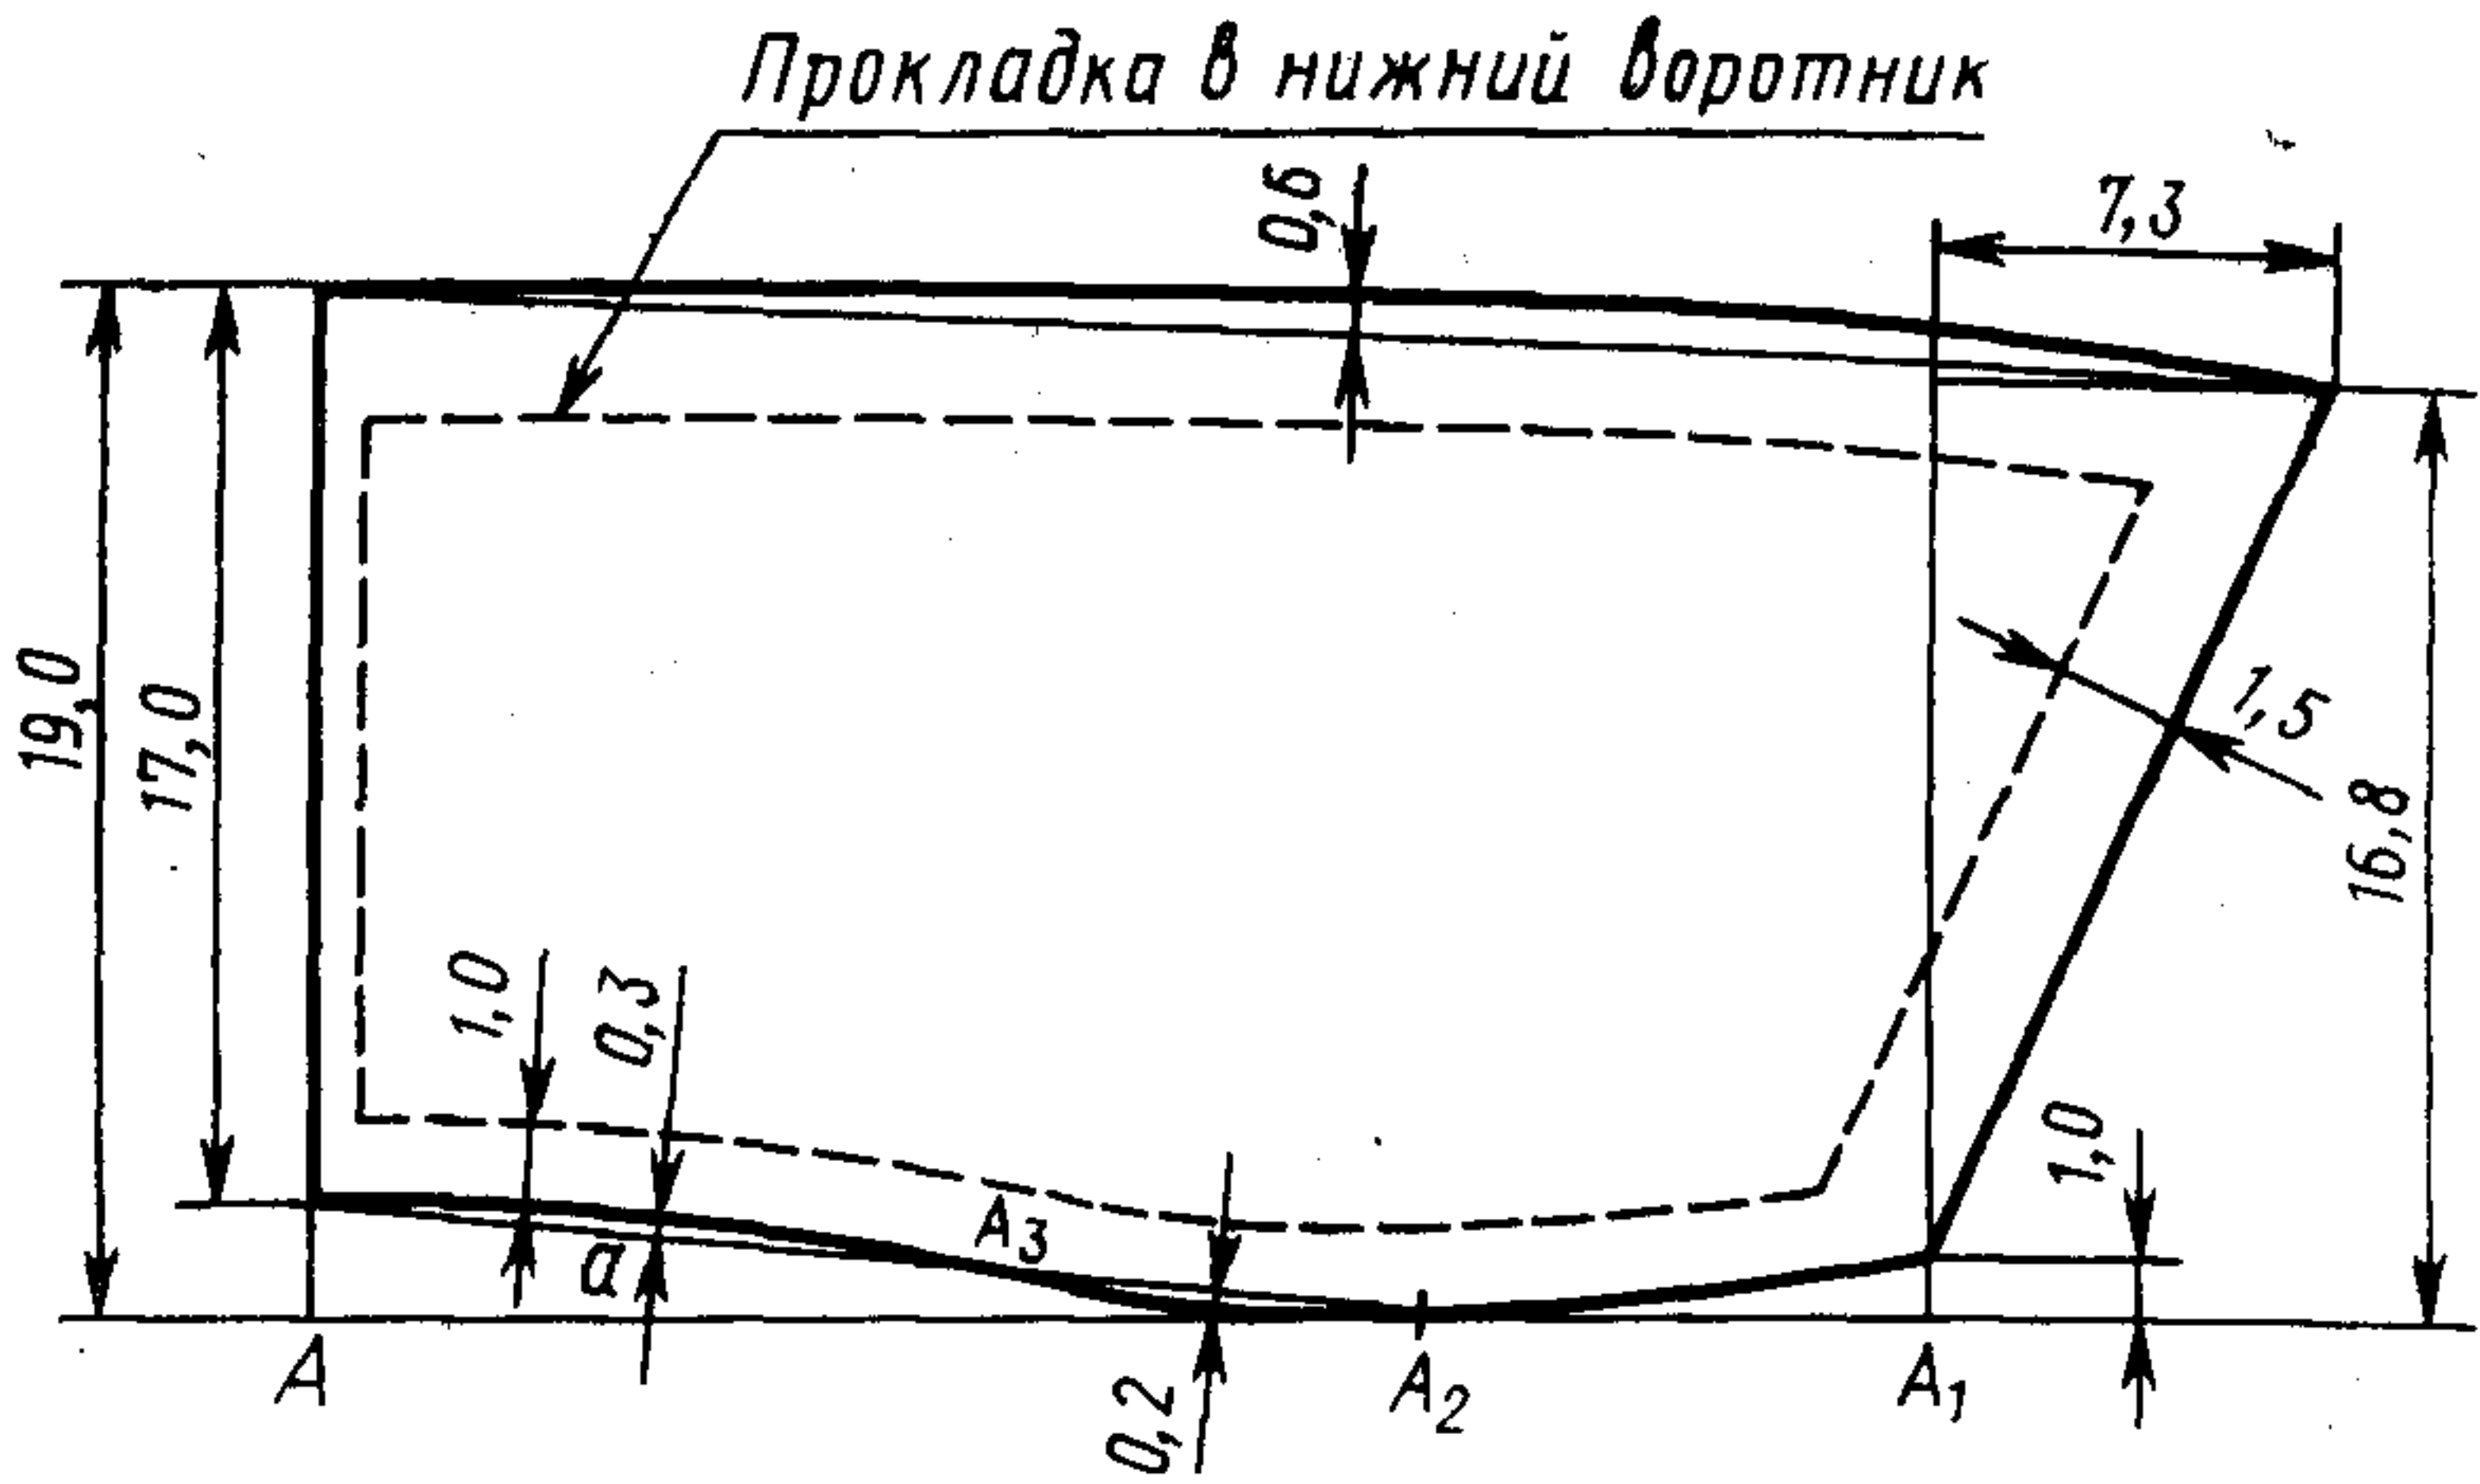 Прокладка в нижний воротник
0,6
7,3
19,0
17,0
1,5
16,8
1,0
0,3
1,0
A3
a
A
0,2
A2
A1